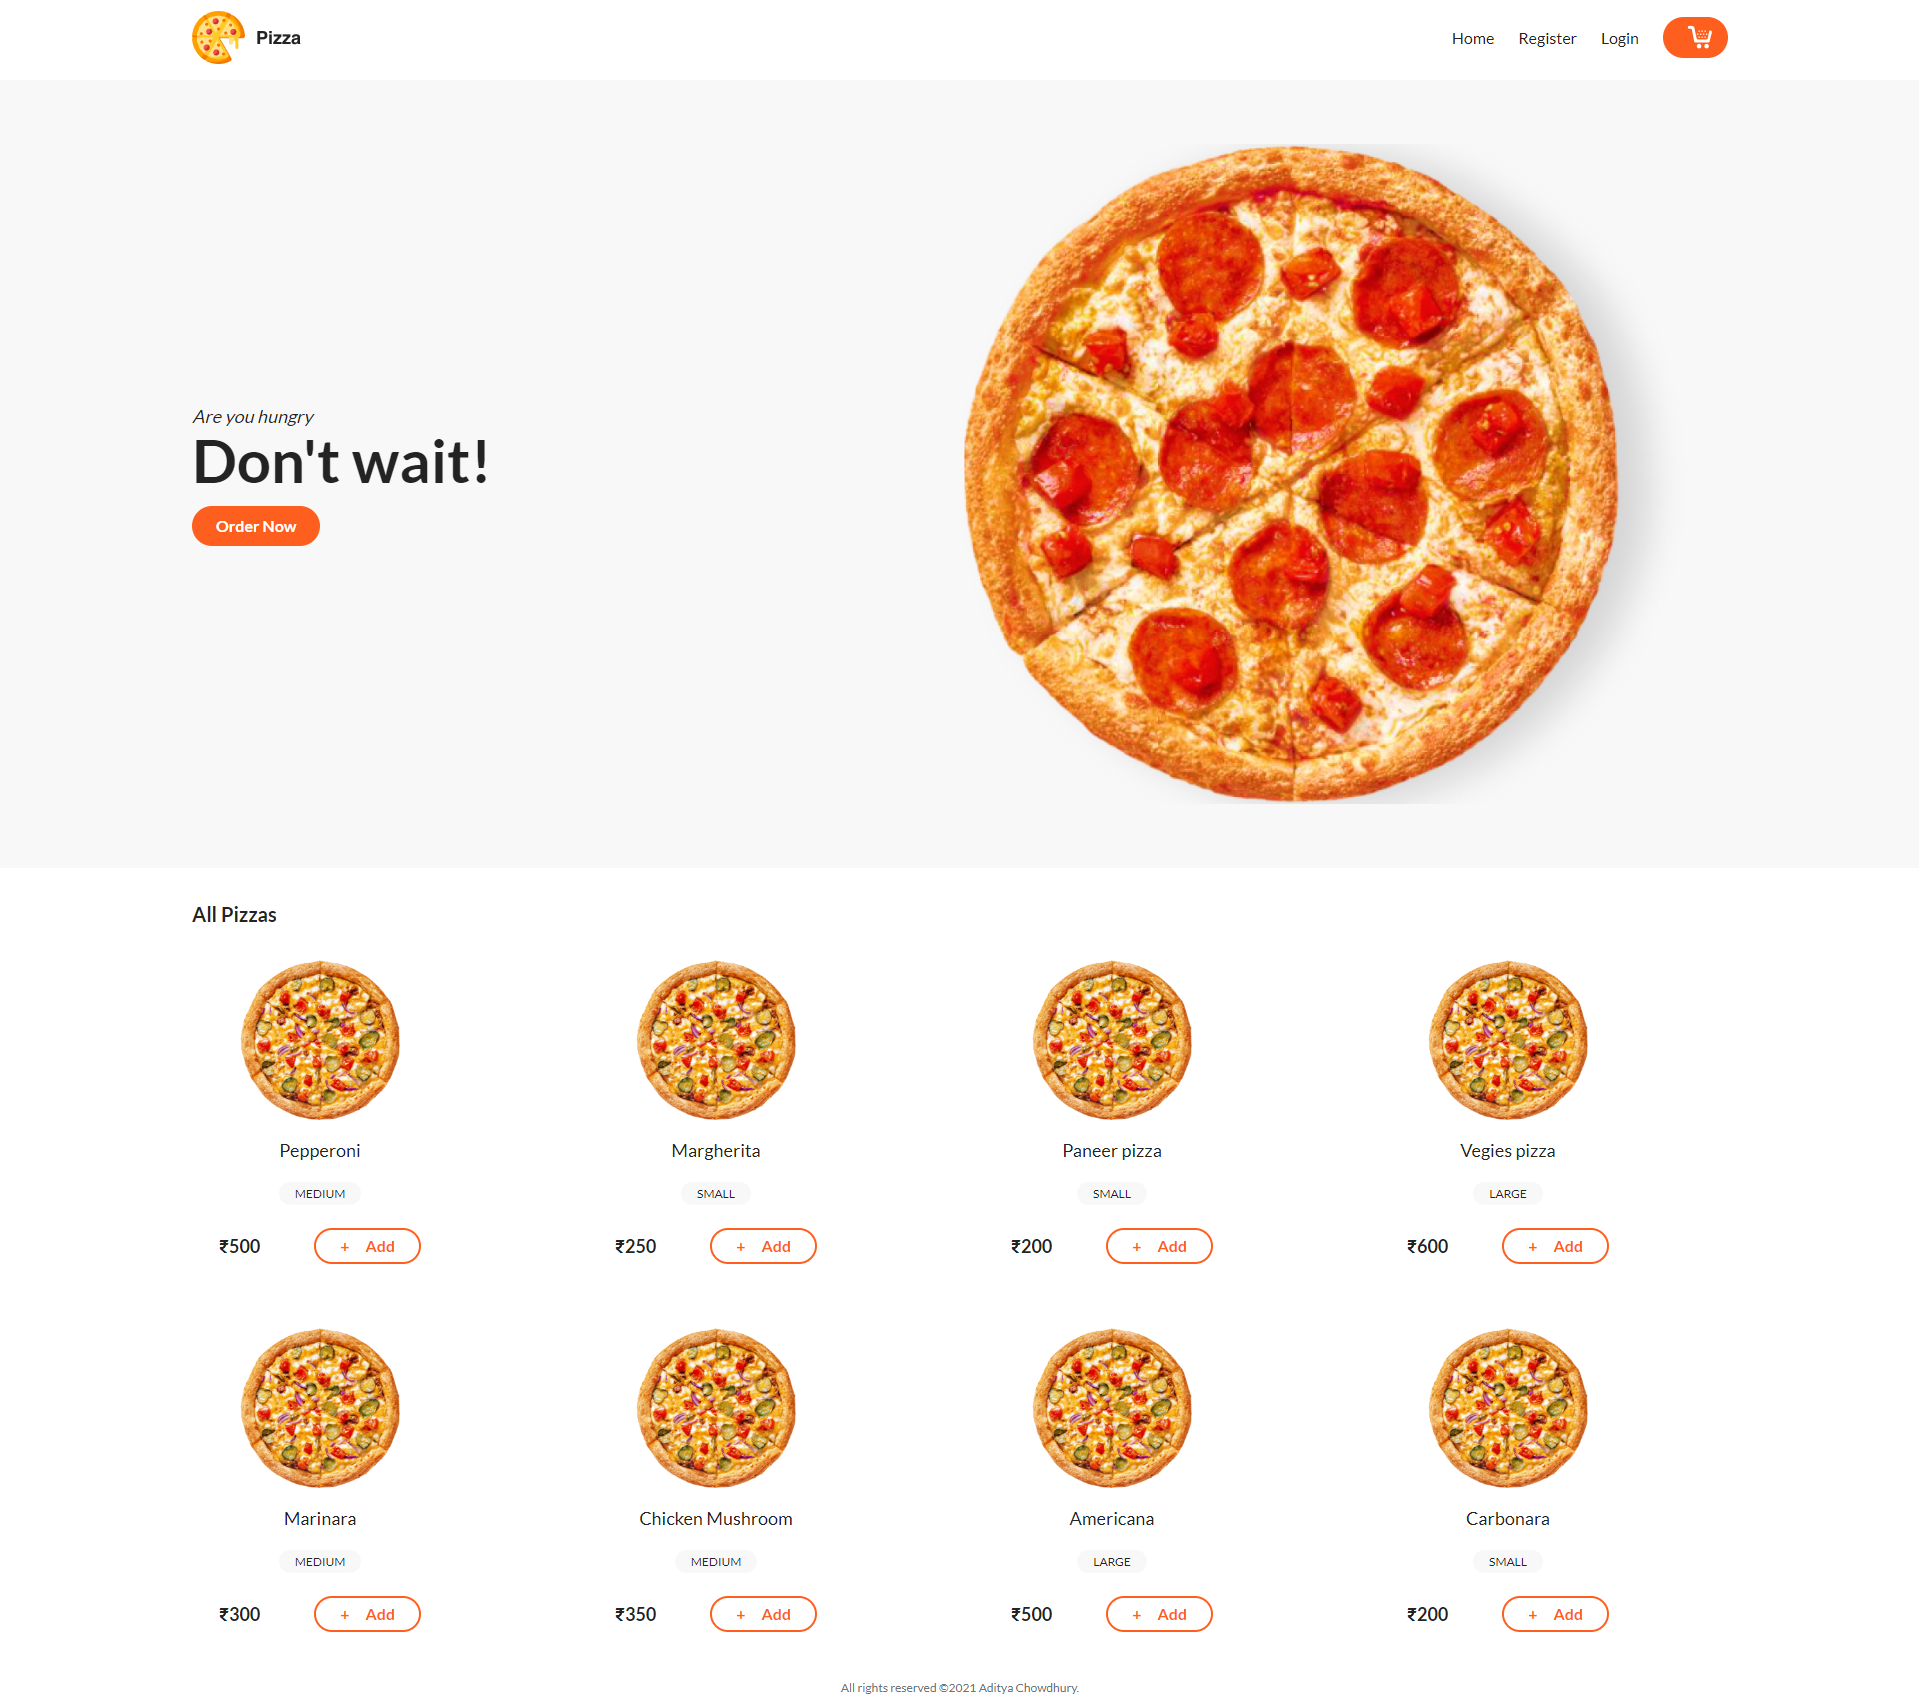 Pizza
Home Register Login
Are you hungry
Don't wait!
Order Now
All Pizzas
Pepperoni Margherita Paneer pizza Vegies pizza
MEDIUM SMALL SMALL LARGE
₹500 + Add ₹250 + Add ₹200 + Add ₹600 + Add
Marinara Chicken Mushroom Americana Carbonara
MEDIUM MEDIUM LARGE SMALL
₹300 + Add ₹350 + Add ₹500 + Add ₹200 + Add
All rights reserved ©2021 Aditya Chowdhury.